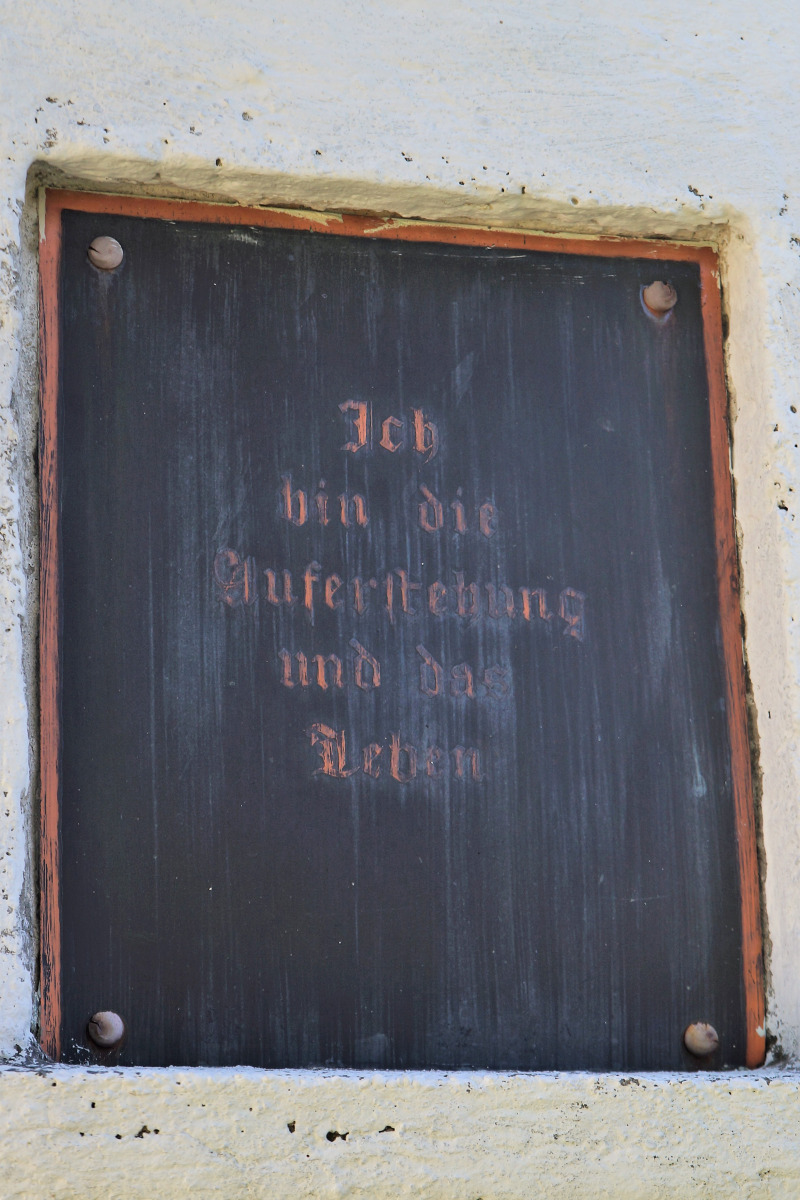 Ich
bin die
Auferstehung
und das
Leben